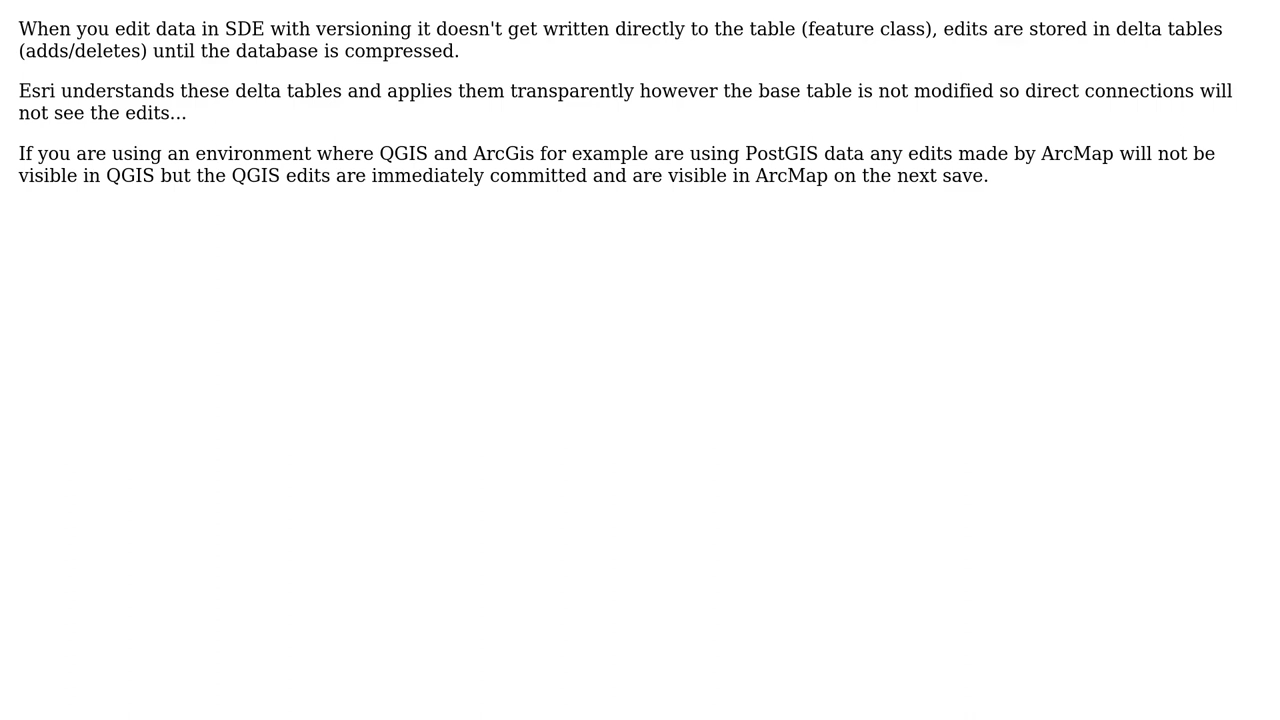 When you edit data in SDE with versioning it doesn't get written directly to the table (feature class), edits are stored in delta tables
(adds/deletes) until the database is compressed.
Esri understands these delta tables and applies them transparently however the base table is not modified so direct connections will
not see the edits...
If you are using an environment where QGIS and ArcGis for example are using PostGIS data any edits made by ArcMap will not be
visible in QGIS but the QGIS edits are immediately committed and are visible in ArcMap on the next save.